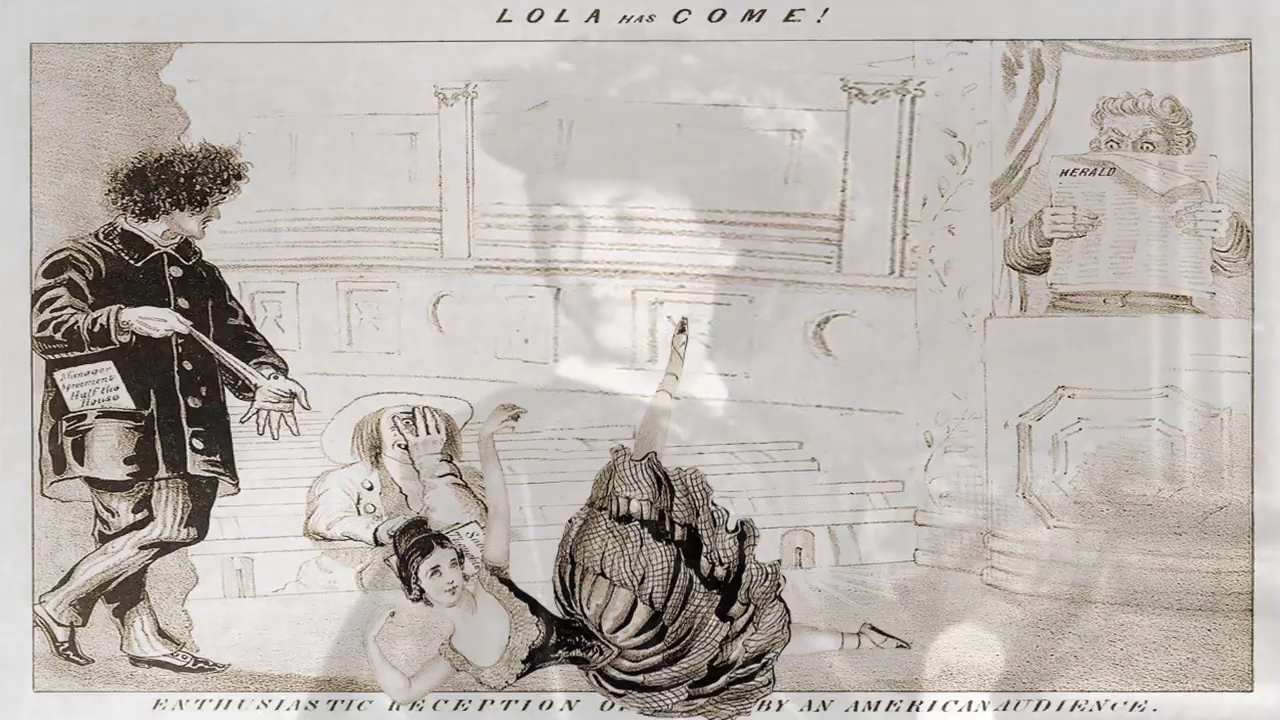 LOLA HAS COME!
HERALD
Manager
Agreement
Half the
House
ENTHUSIASTIC RECEPTION BY AN AMERICAN AUDIENCE.